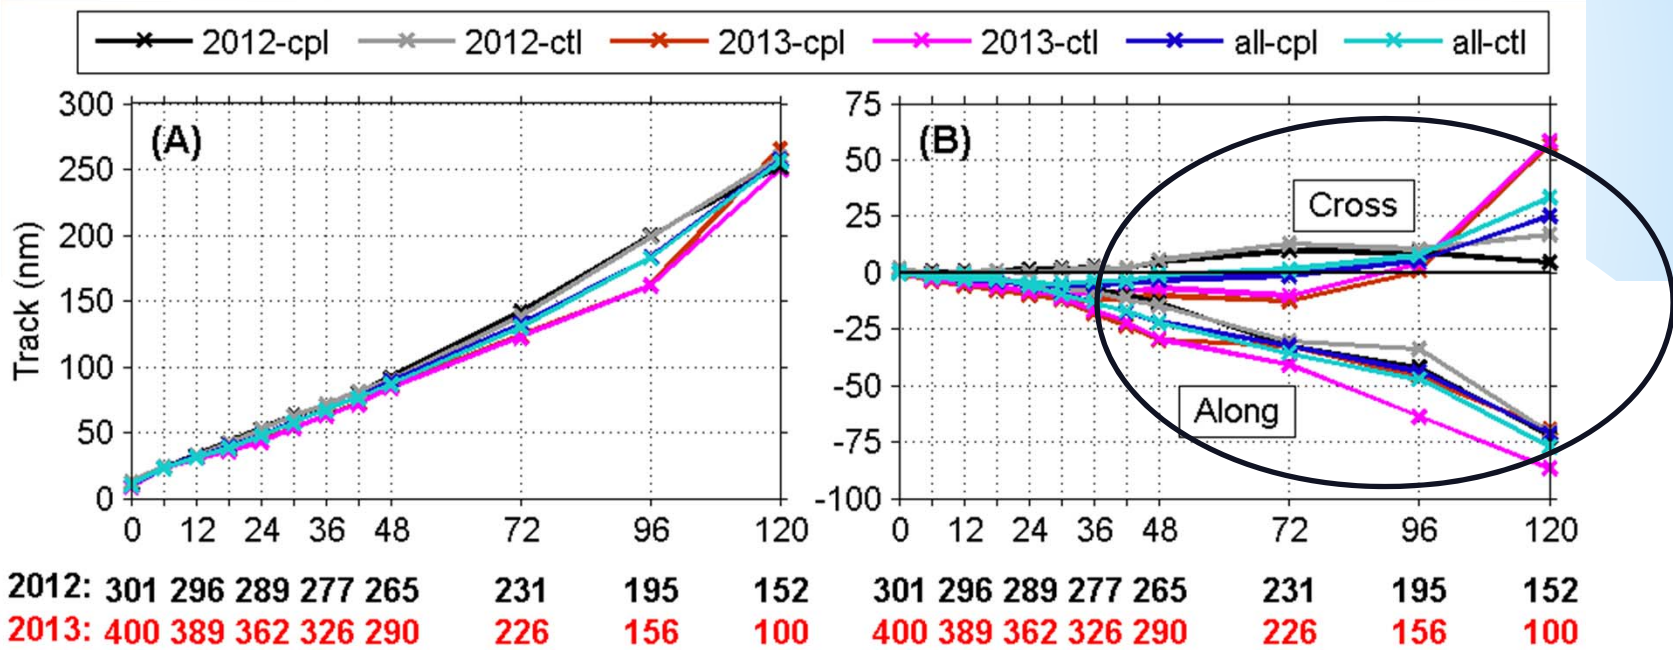 2012-cpl 2012-ctl 2013-cpl 2013-ctl all-cpl all-ctl
Track (nm)
300
250
200
150
100
50
0
(A)
0 12 24 36 48 72 96 120
75
50
25
0
-25
-50
-75
-100
(B)
Cross
Along
0 12 24 36 48 72 96 120
2012: 301 296 289 277 265 231 195 152 301 296 289 277 265 231 195 152
2013: 400 389 362 326 290 226 156 100 400 389 362 326 290 226 156 100